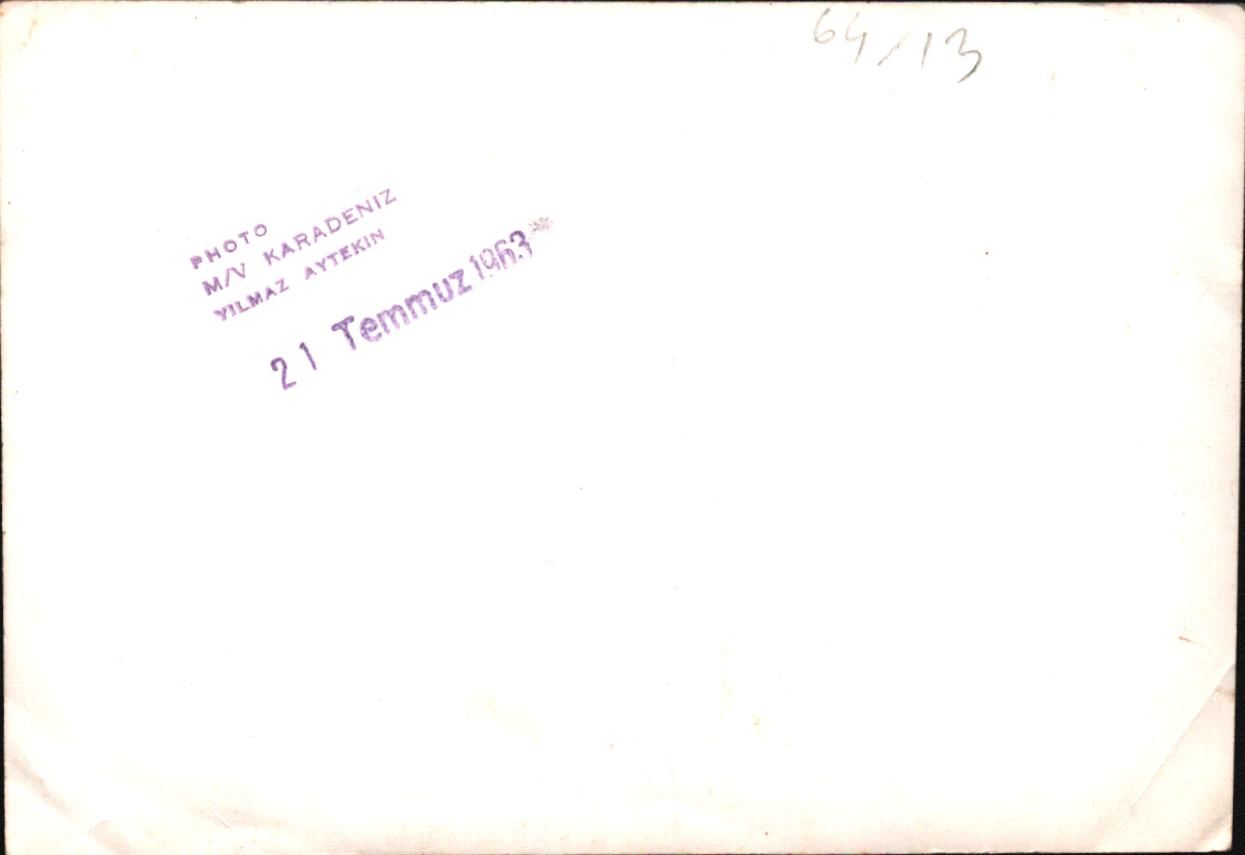 64/13
PHOTO
M/V KARADENIZ
YILMAZ AYTEKIN
21 Temmuz 1963